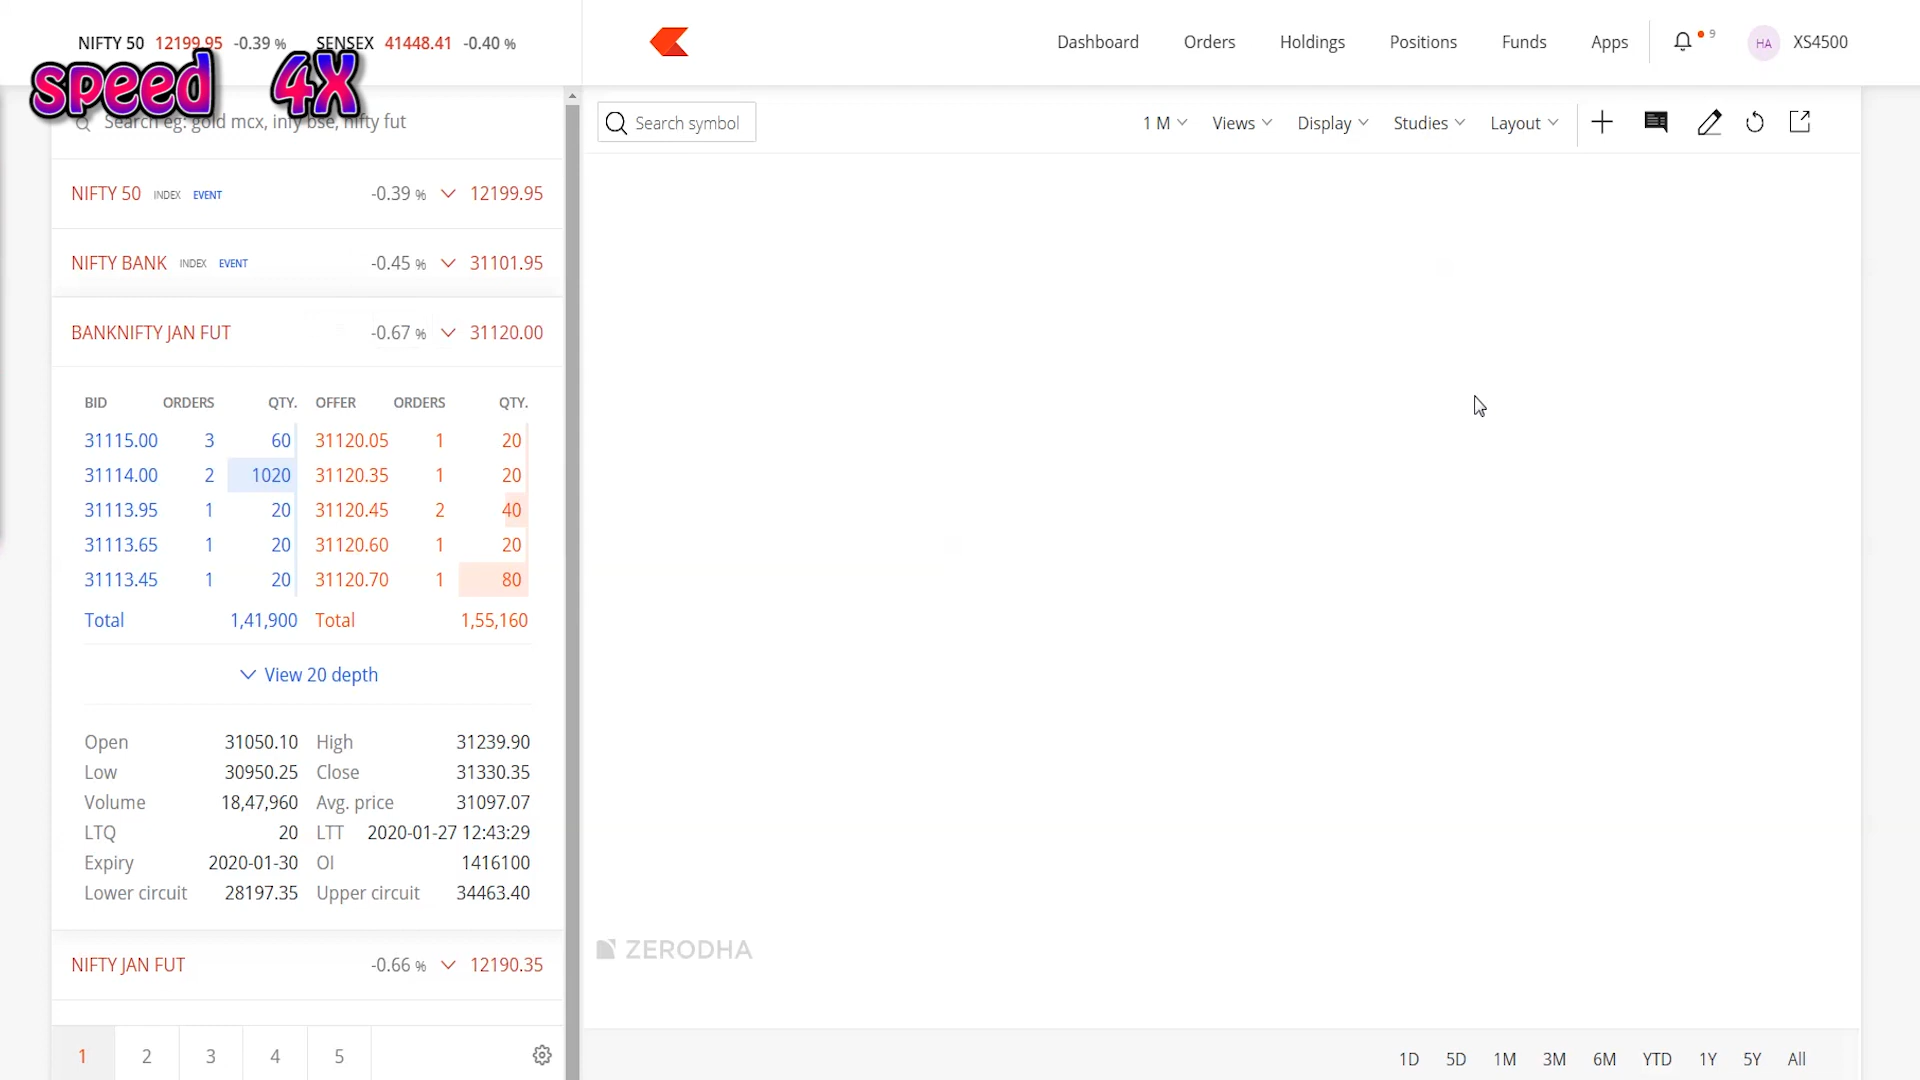 NIFTY 50 12199.95 -0.39 % SENSEX 41448.41 -0.40 %
Dashboard Orders Holdings Positions Funds Apps 9 HA XS4500
speed 4X
Search eg: gold mcx, infy bse, nifty fut
Search symbol 1 M Views Display Studies Layout
NIFTY 50 INDEX EVENT -0.39 % 12199.95
NIFTY BANK INDEX EVENT -0.45 % 31101.95
BANKNIFTY JAN FUT -0.67 % 31120.00
BID ORDERS QTY. OFFER ORDERS QTY.
31115.00 3 60 31120.05 1 20
31114.00 2 1020 31120.35 1 20
31113.95 1 20 31120.45 2 40
31113.65 1 20 31120.60 1 20
31113.45 1 20 31120.70 1 80
Total 1,41,900 Total 1,55,160
View 20 depth
Open 31050.10 High 31239.90
Low 30950.25 Close 31330.35
Volume 18,47,960 Avg. price 31097.07
LTQ 20 LTT 2020-01-27 12:43:29
Expiry 2020-01-30 OI 1416100
Lower circuit 28197.35 Upper circuit 34463.40
ZERODHA
NIFTY JAN FUT -0.66 % 12190.35
1 2 3 4 5
1D 5D 1M 3M 6M YTD 1Y 5Y All